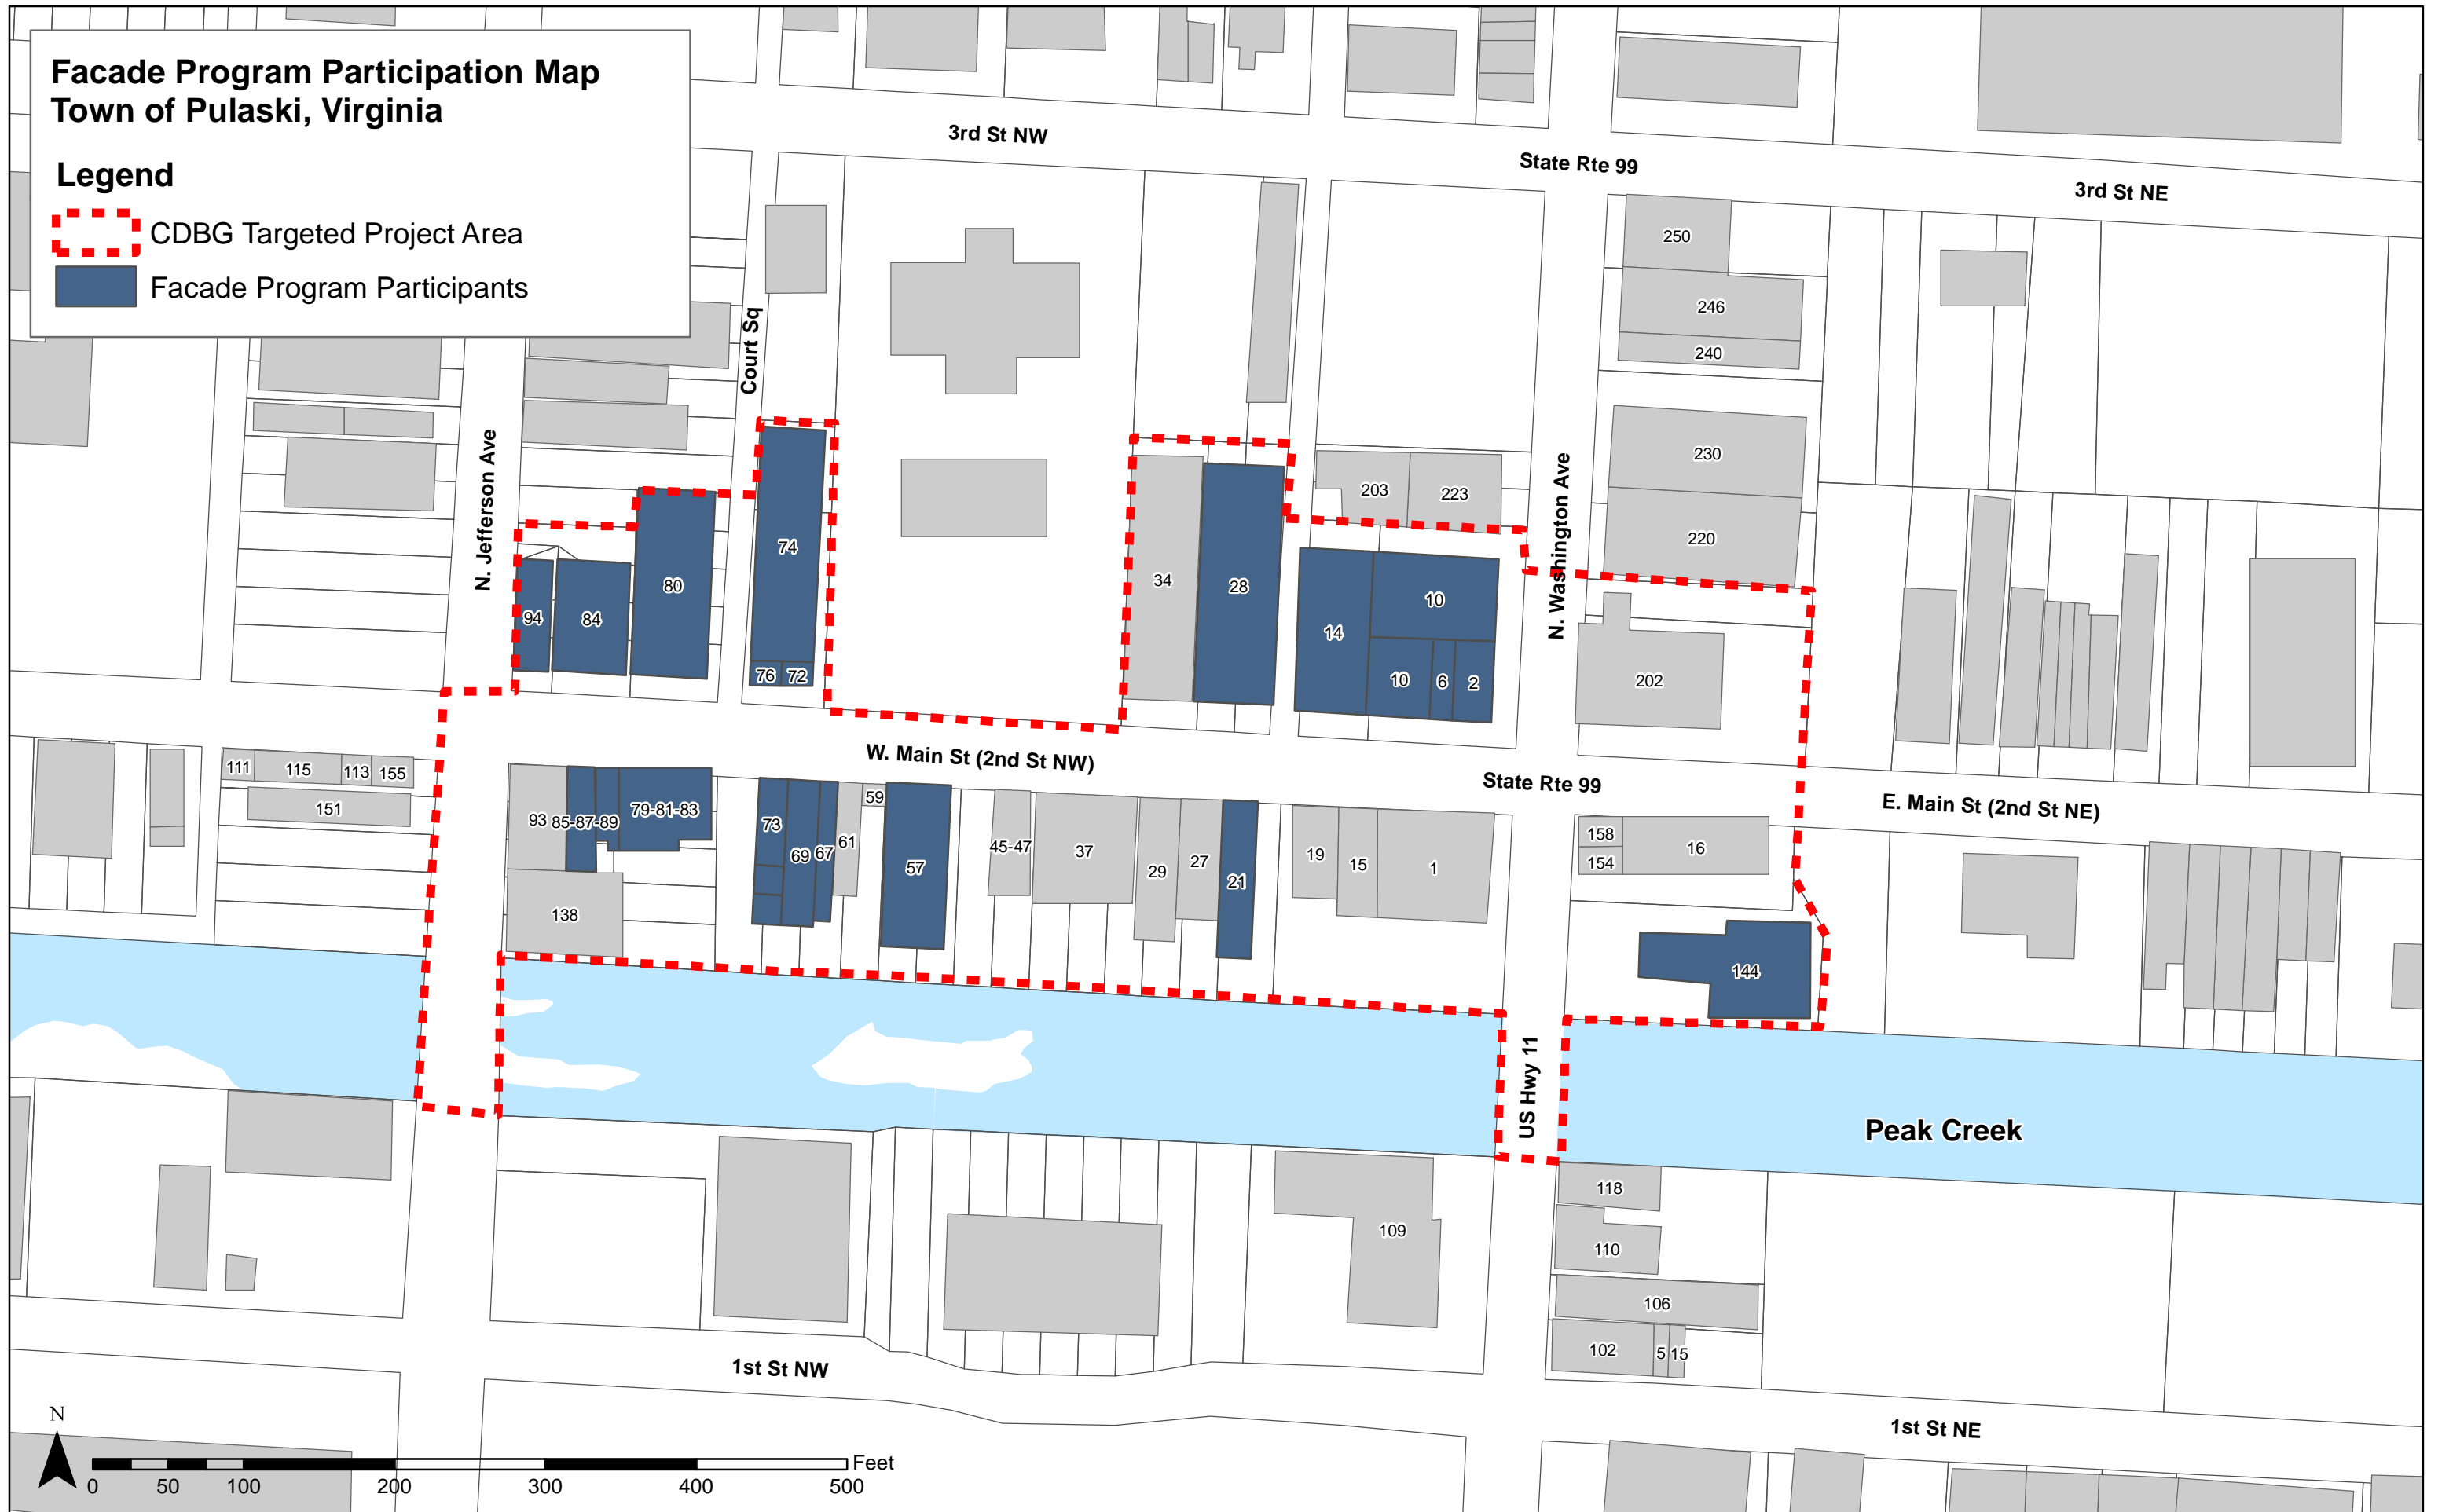 Facade Program Participation Map
Town of Pulaski, Virginia
Legend
CDBG Targeted Project Area
Facade Program Participants
3rd St NW
State Rte 99
3rd St NE
Court Sq
N. Jefferson Ave
N. Washington Ave
250
246
240
230
220
203
223
202
74
76
72
80
84
94
34
28
14
10
10
6
2
W. Main St (2nd St NW)
State Rte 99
E. Main St (2nd St NE)
111
115
113
155
151
93
85-87-89
79-81-83
138
73
69
67
61
59
57
45-47
37
29
27
21
19
15
1
158
154
16
144
US Hwy 11
Peak Creek
118
110
106
102
5
15
109
1st St NW
1st St NE
N
Feet
0 50 100 200 300 400 500